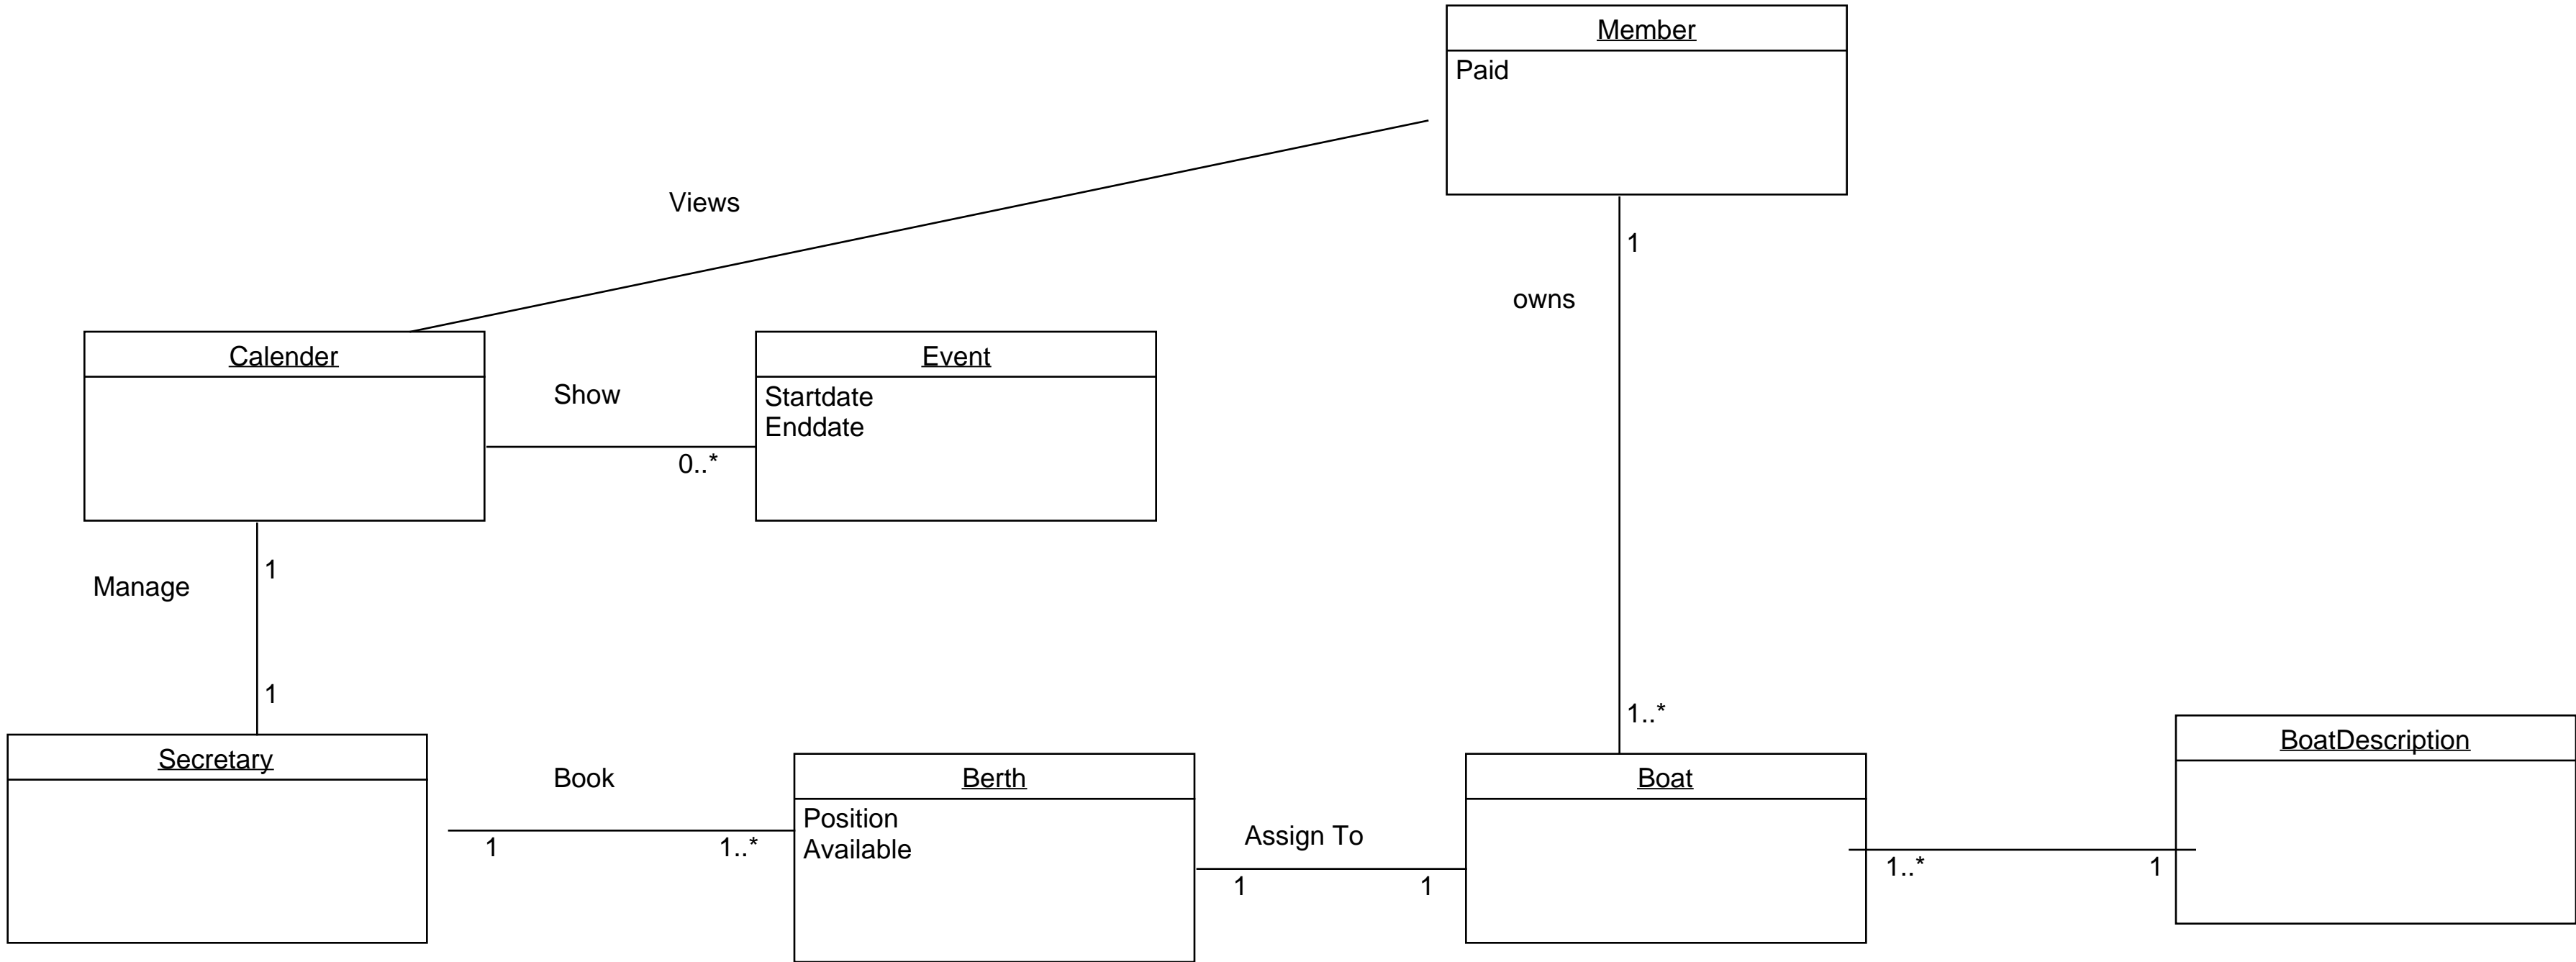 Member
Paid
Views
1
owns
Calender
Event
Show
Startdate
Enddate
0..*
1
Manage
1
1..*
Secretary
Book
Berth
Boat
BoatDescription
Position
Available
1
1..*
Assign To
1
1
1..*
1